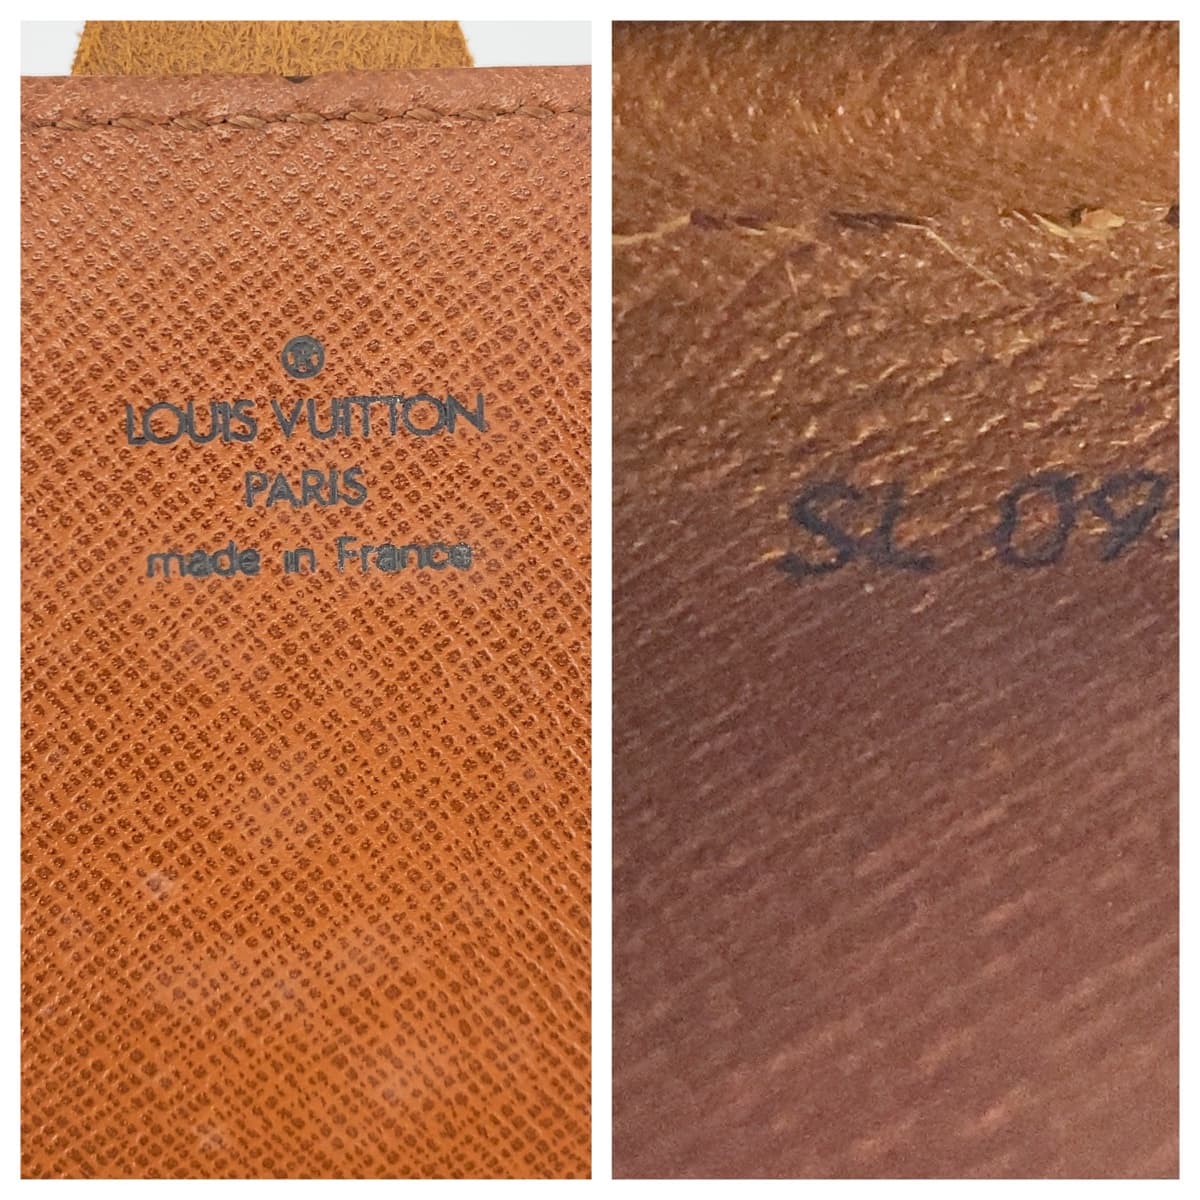 LOUIS VUITTON
PARIS
made in France
SL 09